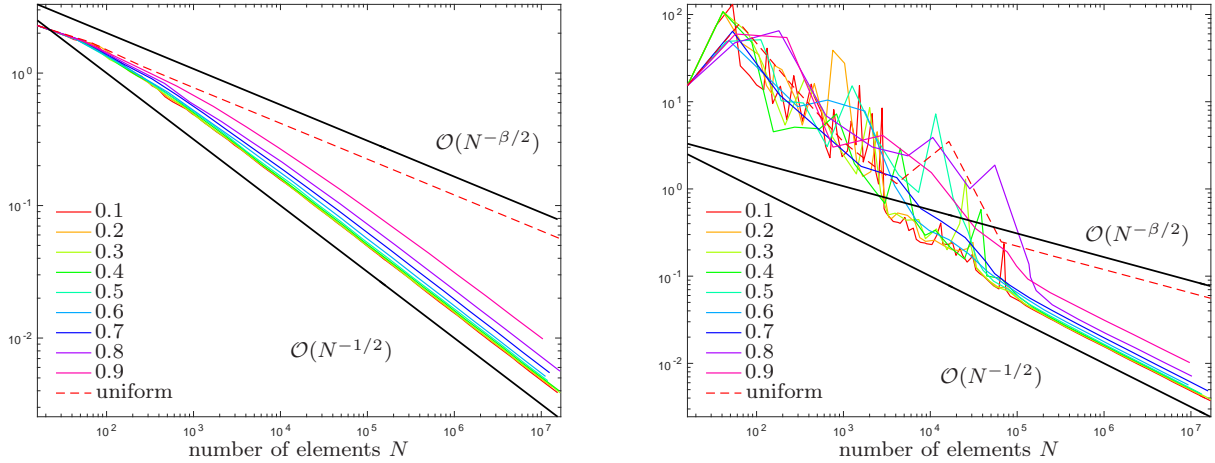 10^0
10^{-1}
10^{-2}
O(N^{-β/2})
O(N^{-1/2})
0.1
0.2
0.3
0.4
0.5
0.6
0.7
0.8
0.9
uniform
10^2 10^3 10^4 10^5 10^6 10^7
number of elements N
10^2
10^1
10^0
10^{-1}
10^{-2}
O(N^{-β/2})
O(N^{-1/2})
0.1
0.2
0.3
0.4
0.5
0.6
0.7
0.8
0.9
uniform
10^2 10^3 10^4 10^5 10^6 10^7
number of elements N